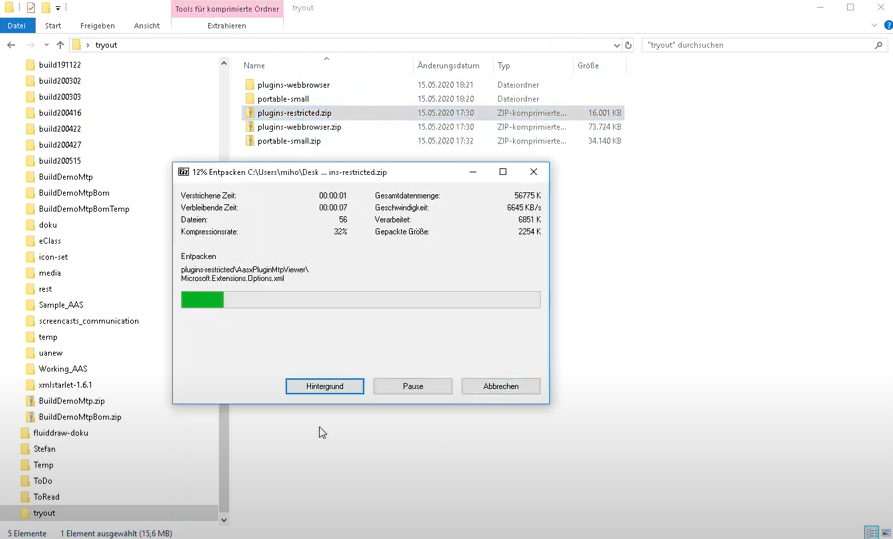 Tools für komprimierte Ordner tryout
Datei Start Freigeben Ansicht Extrahieren
tryout
"tryout" durchsuchen
build191122
build200302
build200303
build200416
build200422
build200427
build200515
BuildDemoMtp
BuildDemoMtpBom
BuildDemoMtpBomTemp
doku
eClass
icon-set
media
rest
Sample_AAS
screencasts_communication
temp
uanew
Working_AAS
xmlstarlet-1.6.1
BuildDemoMtp.zip
BuildDemoMtpBom.zip
fluiddraw-doku
Stefan
Temp
ToDo
ToRead
tryout
Name Änderungsdatum Typ Größe
plugins-webbrowser 15.05.2020 18:21 Dateiordner
portable-small 15.05.2020 18:20 Dateiordner
plugins-restricted.zip 15.05.2020 17:30 ZIP-komprimierte... 16.001 KB
plugins-webbrowser.zip 15.05.2020 17:30 ZIP-komprimierte... 73.724 KB
portable-small.zip 15.05.2020 17:32 ZIP-komprimierte... 34.140 KB
12% Entpacken C:\Users\miho\Desk ... ins-restricted.zip
Verstrichene Zeit: 00:00:01 Gesamtdatenmenge: 56775 K
Verbleibende Zeit: 00:00:07 Geschwindigkeit: 6645 KB/s
Dateien: 56 Verarbeitet: 6851 K
Kompressionsrate: 32% Gepackte Größe: 2254 K
Entpacken
plugins-restricted\AasxPluginMtpViewer\
Microsoft.Extensions.Options.xml
Hintergrund Pause Abbrechen
5 Elemente 1 Element ausgewählt (15,6 MB)